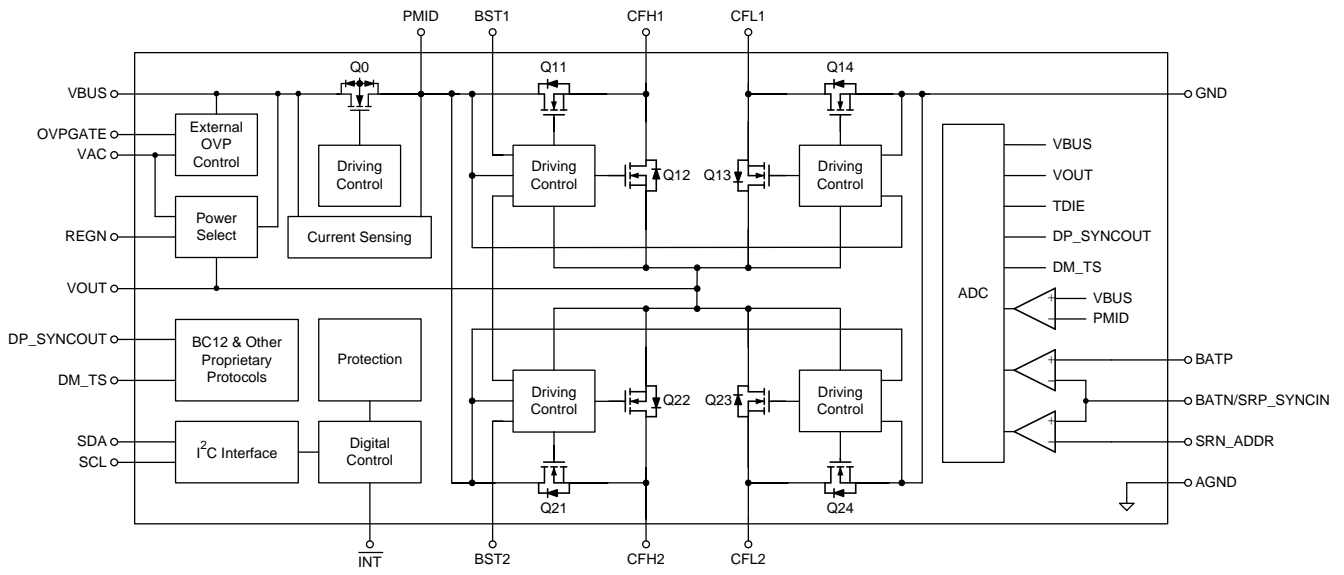 PMID
BST1
CFH1
CFL1
Q0
Q11
Q14
VBUS
GND
OVPGATE
VAC
External
OVP
Control
Driving
Control
Driving
Control
Q12
Q13
Driving
Control
ADC
VBUS
VOUT
TDIE
DP_SYNCOUT
DM_TS
VBUS
PMID
+
−
REGN
Power
Select
Current Sensing
VOUT
DP_SYNCOUT
DM_TS
BC12 & Other
Proprietary
Protocols
Protection
Driving
Control
Q22
Q23
Driving
Control
+
−
+
−
BATP
BATN/SRP_SYNCIN
SRN_ADDR
SDA
SCL
I2C Interface
Digital
Control
Q21
Q24
AGND
INT
BST2
CFH2
CFL2